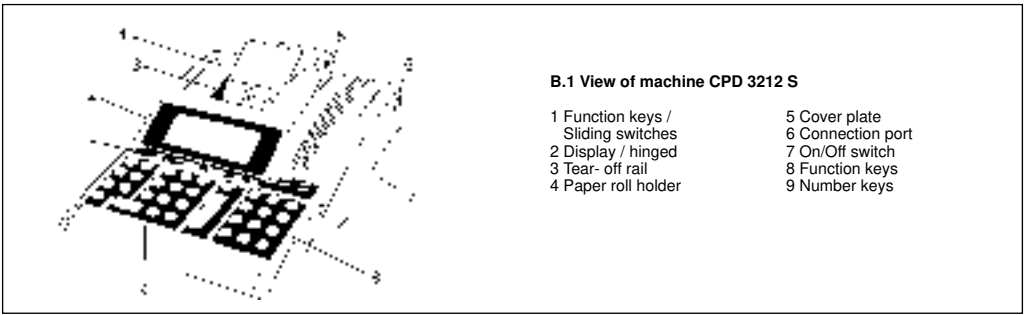 B.1 View of machine CPD 3212 S
1 Function keys /
Sliding switches
2 Display / hinged
3 Tear- off rail
4 Paper roll holder
5 Cover plate
6 Connection port
7 On/Off switch
8 Function keys
9 Number keys